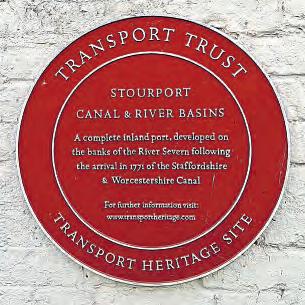 TRANSPORT TRUST
STOURPORT
CANAL & RIVER BASINS
A complete inland port, developed on
the banks of the River Severn following
the arrival in 1771 of the Staffordshire
& Worcestershire Canal
For further information visit:
www.transportheritage.com
TRANSPORT HERITAGE SITE